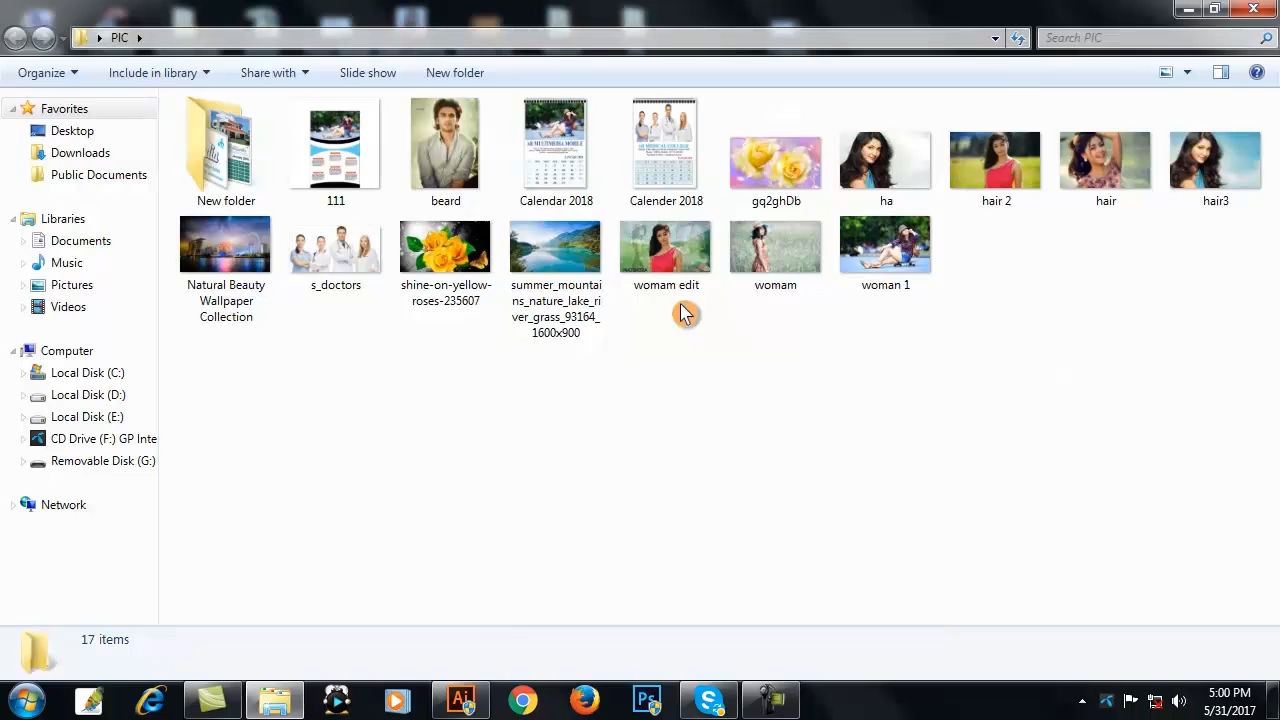 PIC
Search PIC
Organize
Include in library
Share with
Slide show
New folder
Favorites
Desktop
Downloads
Public Documents
Libraries
Documents
Music
Pictures
Videos
Computer
Local Disk (C:)
Local Disk (D:)
Local Disk (E:)
CD Drive (F:) GP Inte
Removable Disk (G:)
Network
New folder
111
beard
Calendar 2018
Calender 2018
gq2ghDb
ha
hair 2
hair
hair3
Natural Beauty
Wallpaper
Collection
s_doctors
shine-on-yellow-
roses-235607
summer_mountai
ns_nature_lake_ri
ver_grass_93164_
1600x900
womam edit
womam
woman 1
17 items
Ai
Ps
5:00 PM
5/31/2017